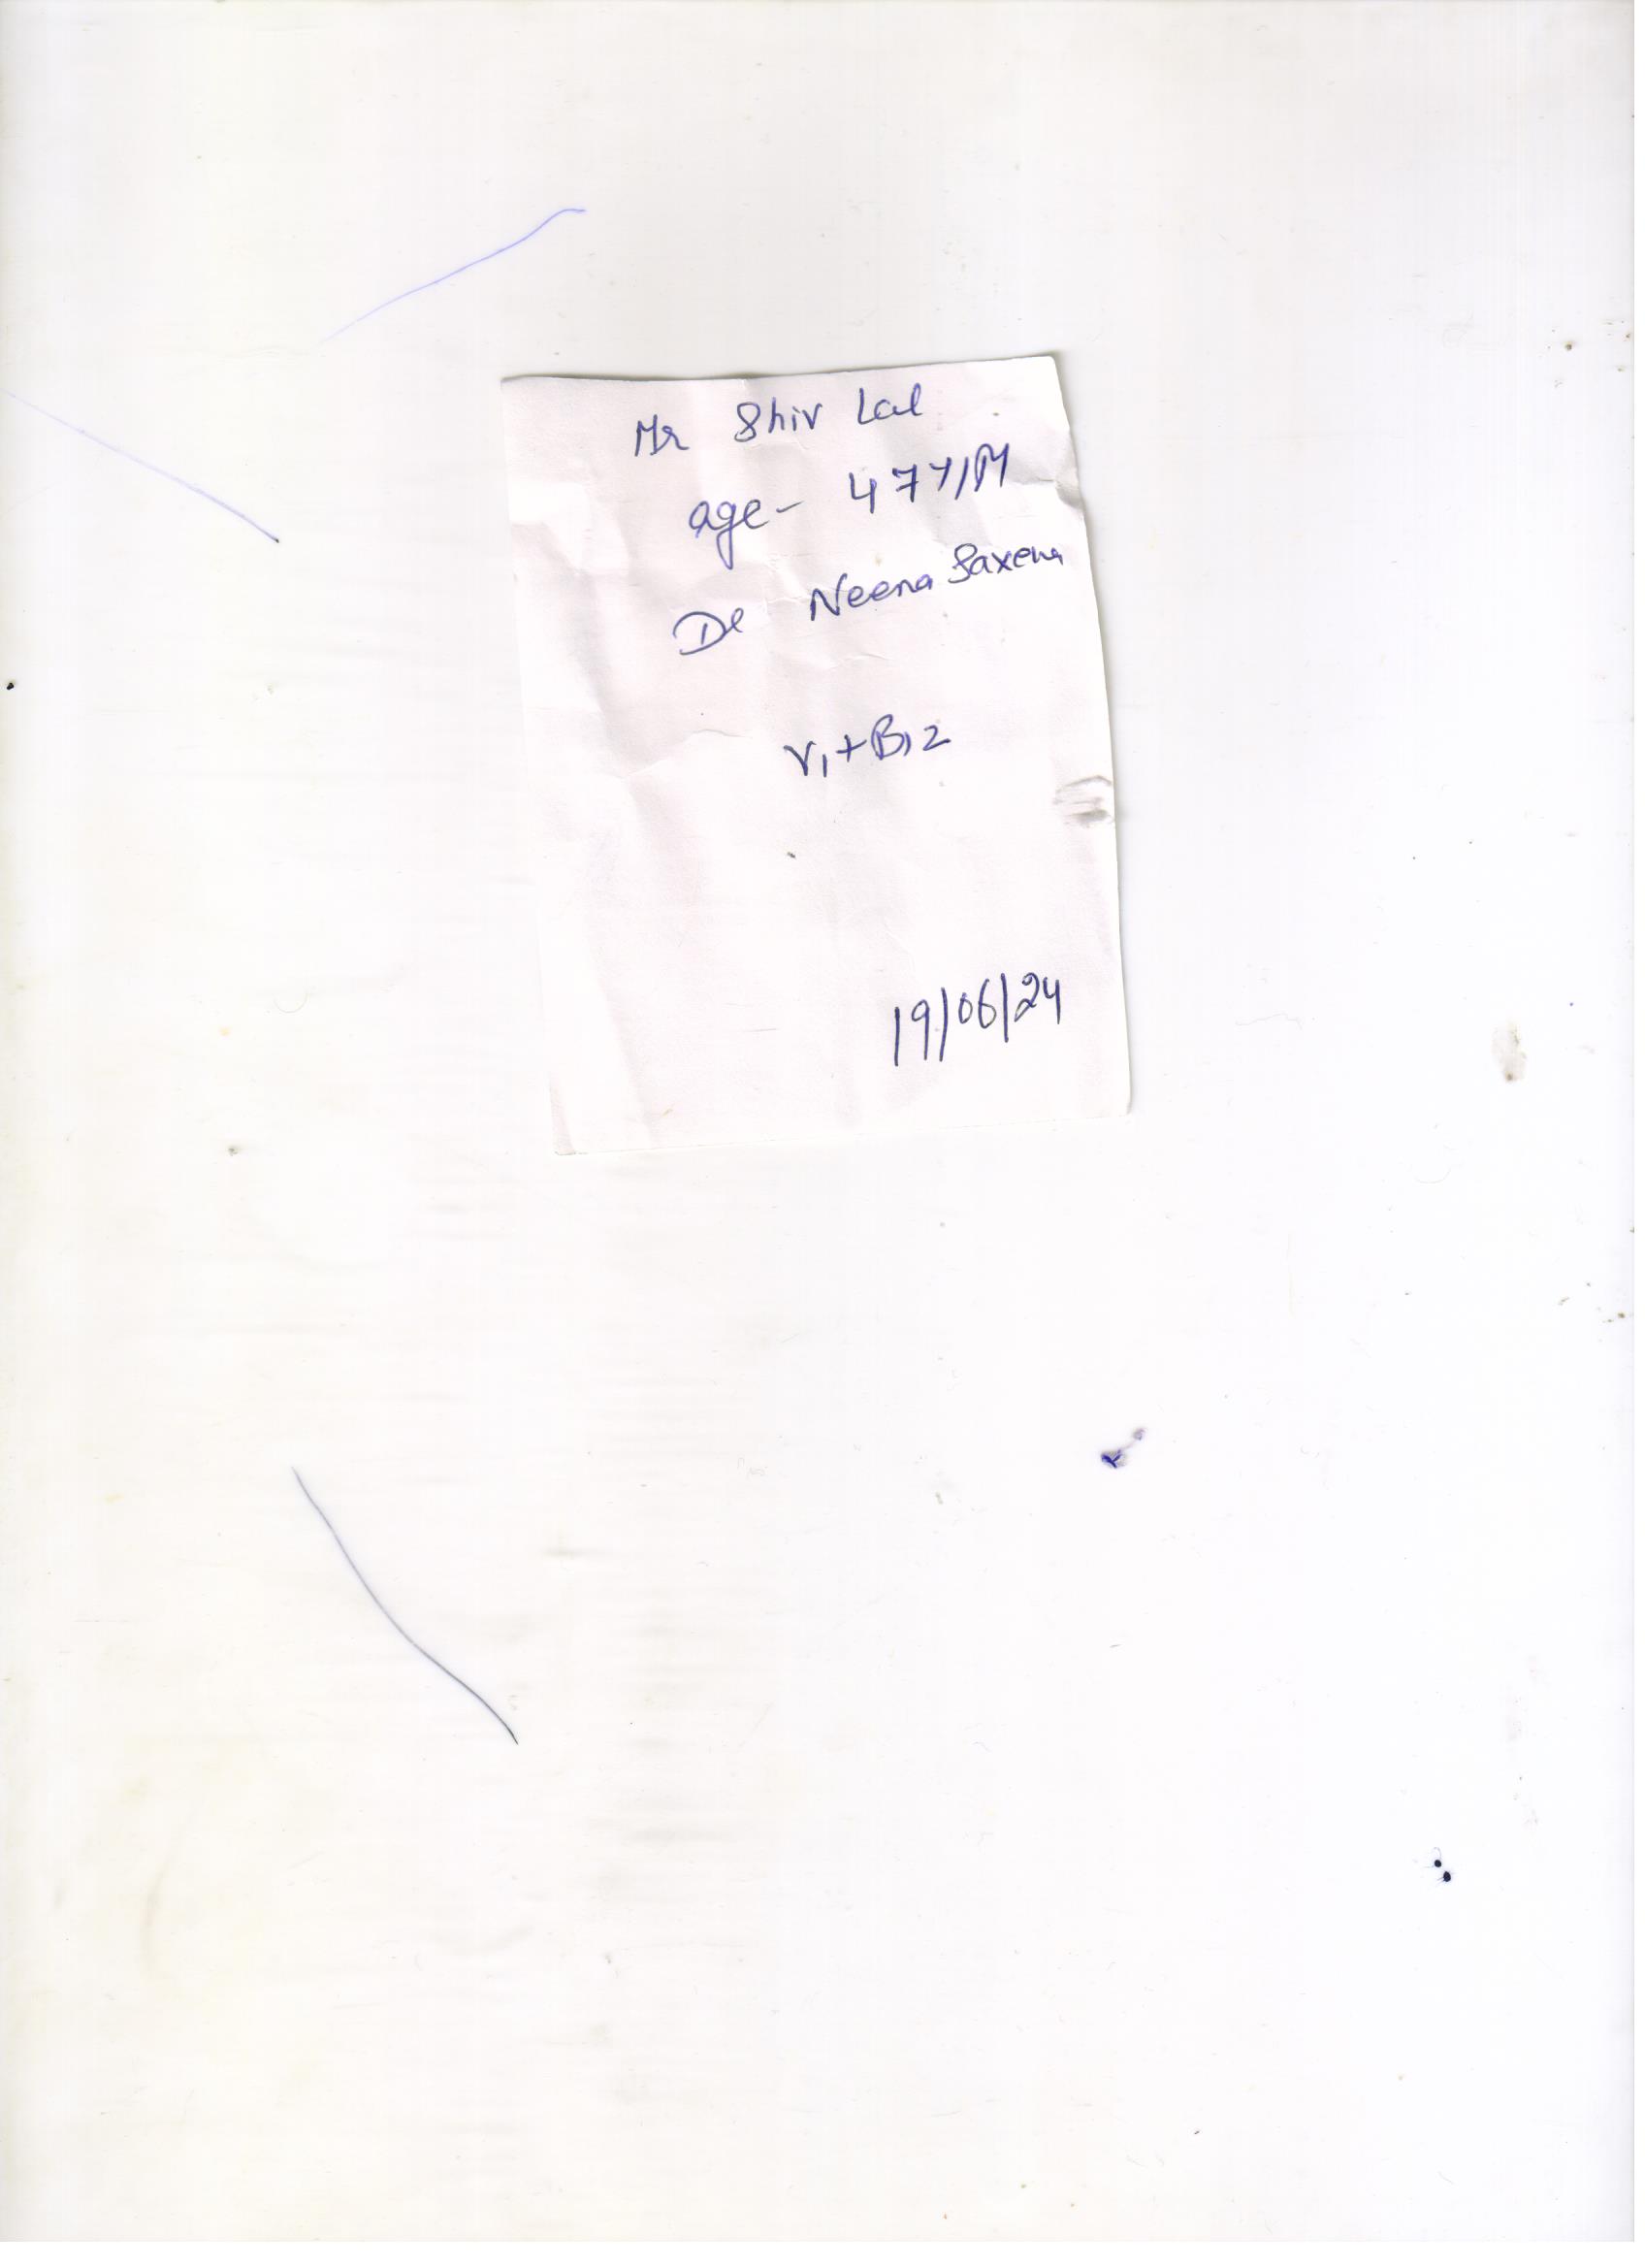 Mr Shiv Lal
age- 47Y/M
Dr Neena Saxena
V1+B12
19/06/24